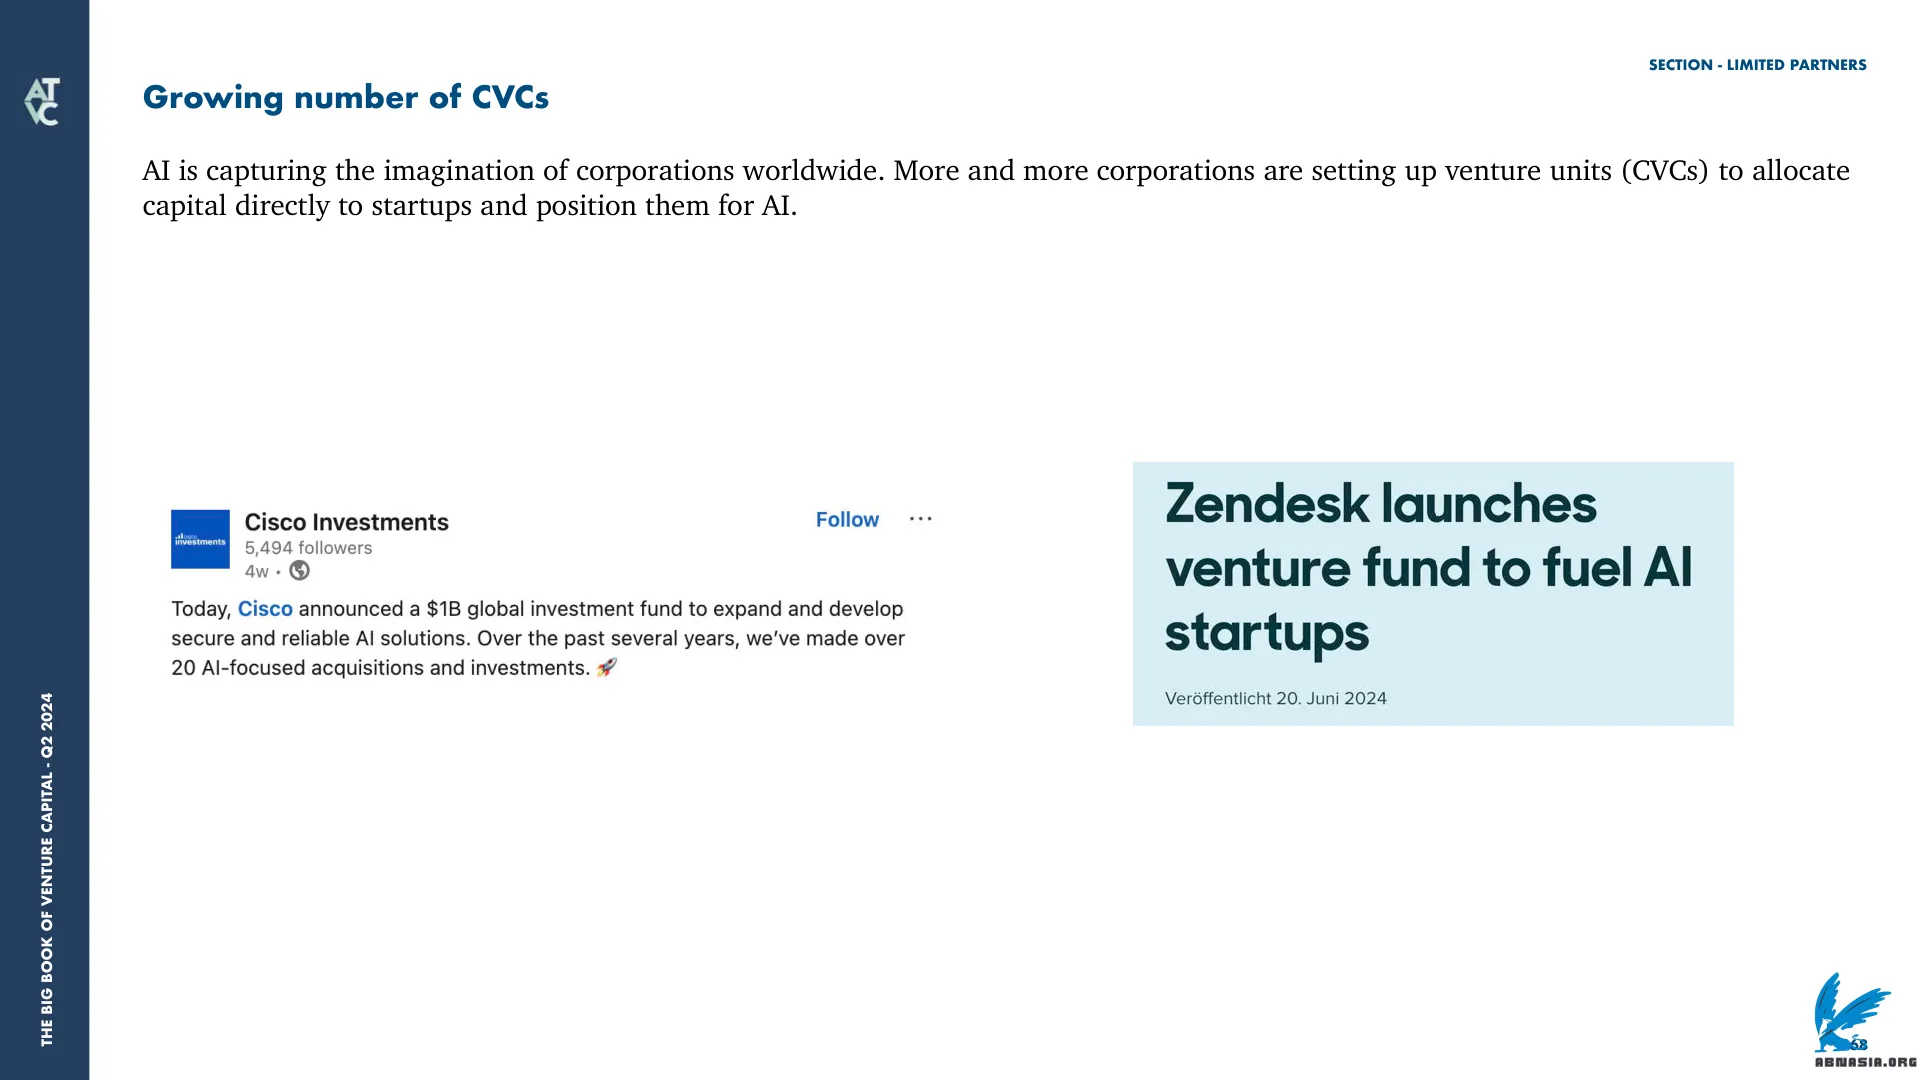 AT
VC
SECTION - LIMITED PARTNERS
Growing number of CVCs
AI is capturing the imagination of corporations worldwide. More and more corporations are setting up venture units (CVCs) to allocate
capital directly to startups and position them for AI.
cisco
investments
Cisco Investments
5,494 followers
4w •
Follow
...
Today, Cisco announced a $1B global investment fund to expand and develop
secure and reliable AI solutions. Over the past several years, we’ve made over
20 AI-focused acquisitions and investments. 🚀
Zendesk launches
venture fund to fuel AI
startups
Veröffentlicht 20. Juni 2024
THE BIG BOOK OF VENTURE CAPITAL - Q2 2024
68
ABNASIA.ORG